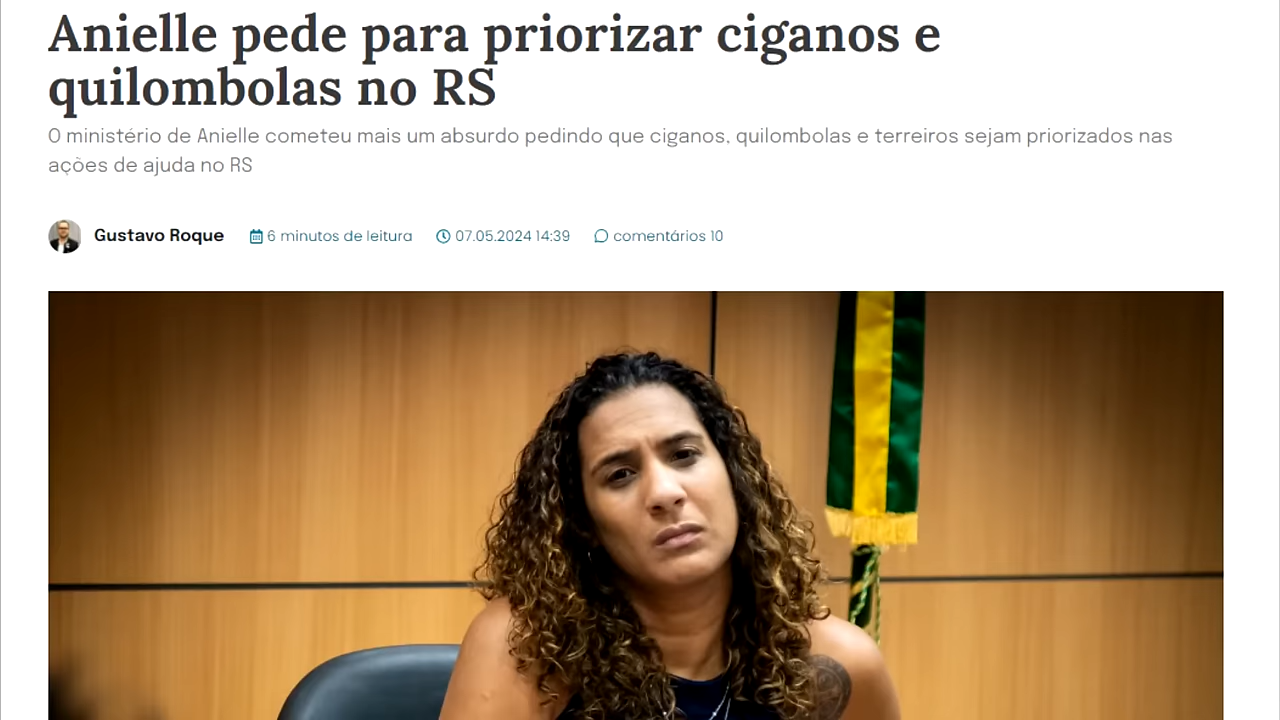 Anielle pede para priorizar ciganos e
quilombolas no RS
O ministério de Anielle cometeu mais um absurdo pedindo que ciganos, quilombolas e terreiros sejam priorizados nas
ações de ajuda no RS
Gustavo Roque 6 minutos de leitura 07.05.2024 14:39 comentários 10